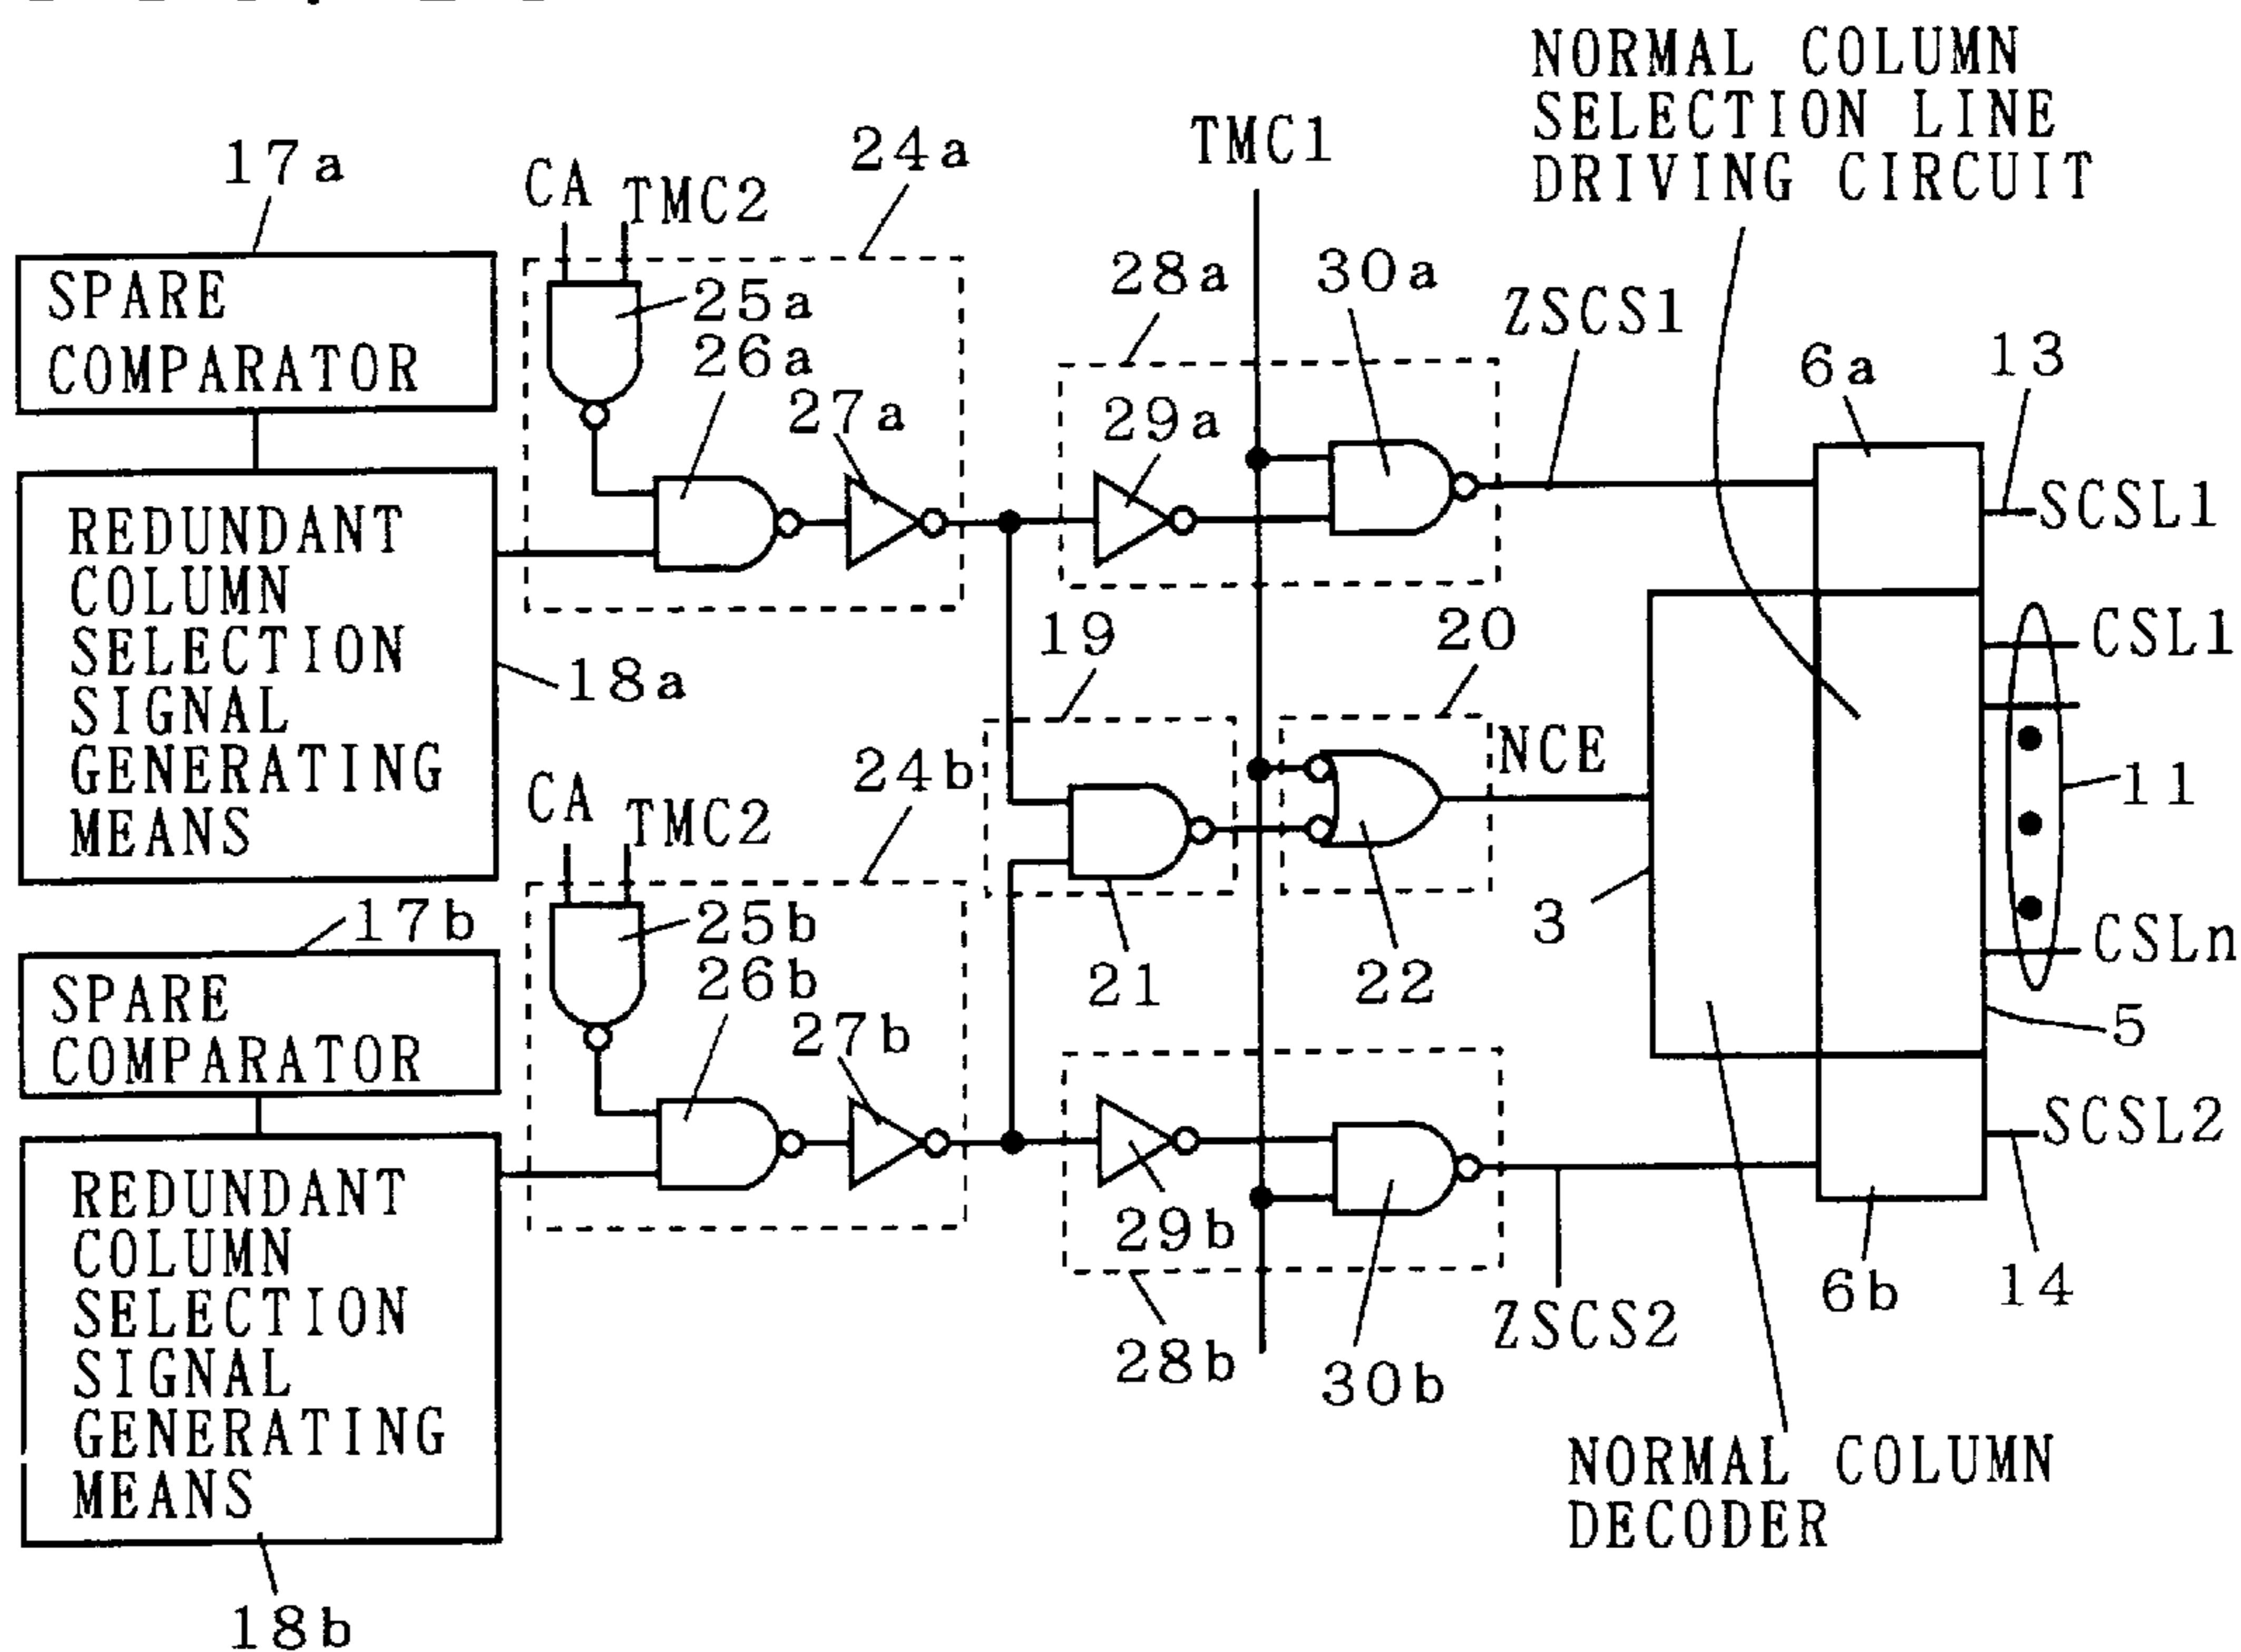 NORMAL COLUMN
SELECTION LINE
DRIVING CIRCUIT
TMC1
24a
17a
CA
TMC2
SPARE
COMPARATOR
25a
26a
27a
28a
30a
ZSCS1
29a
6a
13
SCSL1
REDUNDANT
COLUMN
SELECTION
SIGNAL
GENERATING
MEANS
18a
19
20
CSL1
NCE
11
24b
CA
TMC2
3
21
22
CSLn
5
17b
SPARE
COMPARATOR
25b
26b
27b
SCSL2
14
REDUNDANT
COLUMN
SELECTION
SIGNAL
GENERATING
MEANS
18b
29b
28b
30b
ZSCS2
6b
NORMAL COLUMN
DECODER